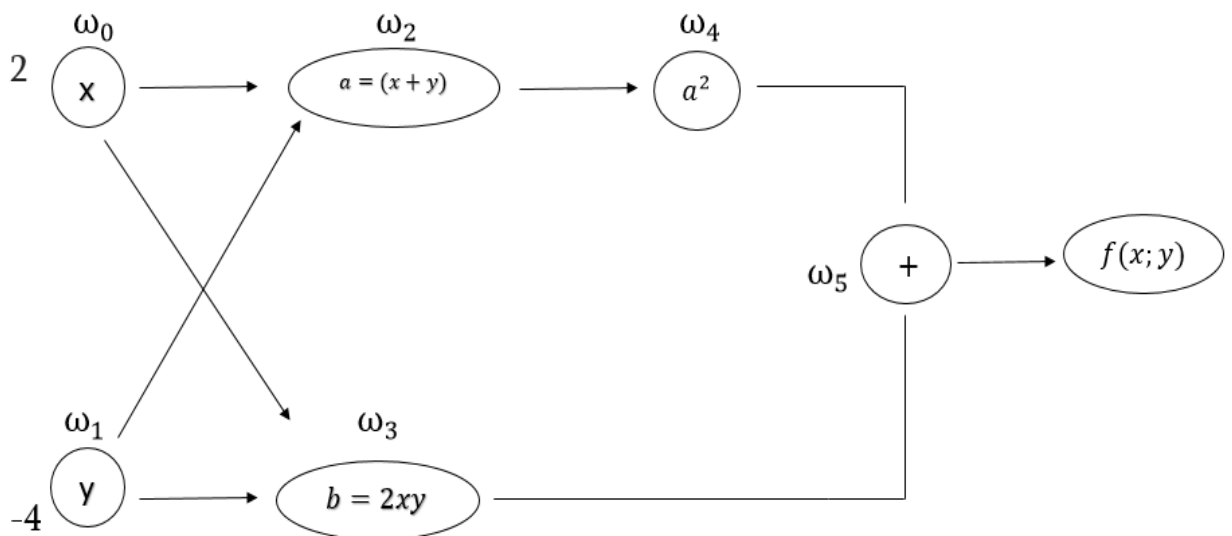 ω₀
2
x
ω₂
a = (x + y)
ω₄
a²
ω₅
+
f(x; y)
ω₁
y
-4
ω₃
b = 2xy